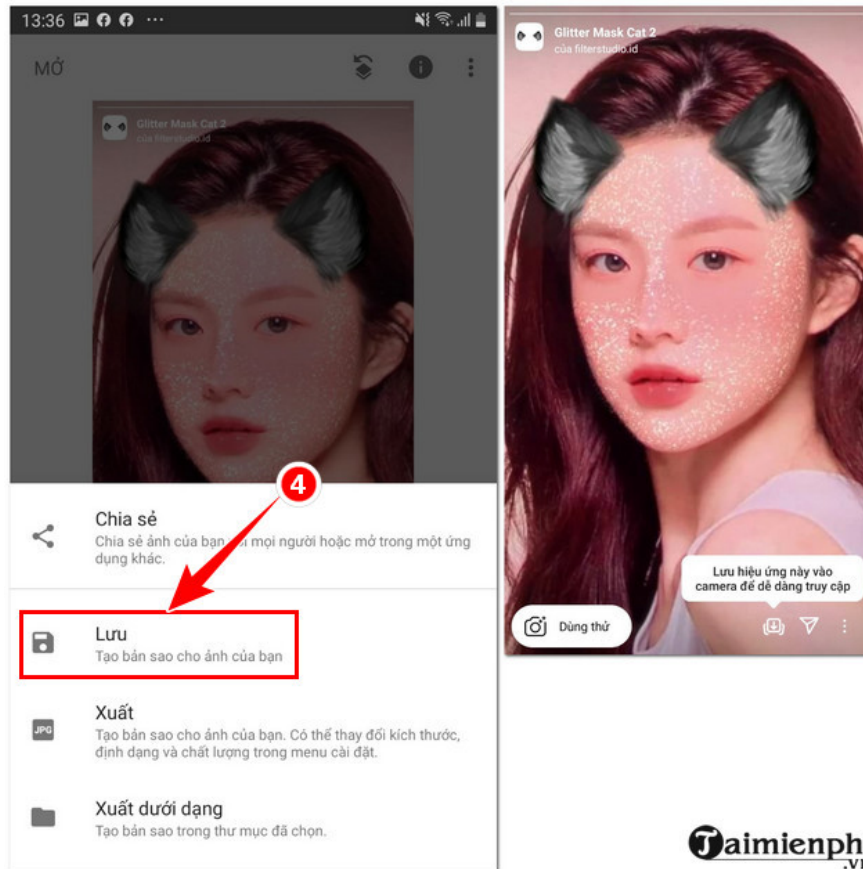 13:36
MỞ
Glitter Mask Cat 2
của filterstudio.id
4
Chia sẻ
Chia sẻ ảnh của bạn với mọi người hoặc mở trong một ứng
dụng khác.
Lưu
Tạo bản sao cho ảnh của bạn
JPG
Xuất
Tạo bản sao cho ảnh của bạn. Có thể thay đổi kích thước,
định dạng và chất lượng trong menu cài đặt.
Xuất dưới dạng
Tạo bản sao trong thư mục đã chọn.
Glitter Mask Cat 2
của filterstudio.id
Lưu hiệu ứng này vào
camera để dễ dàng truy cập
Dùng thử
Taimienph
.vn